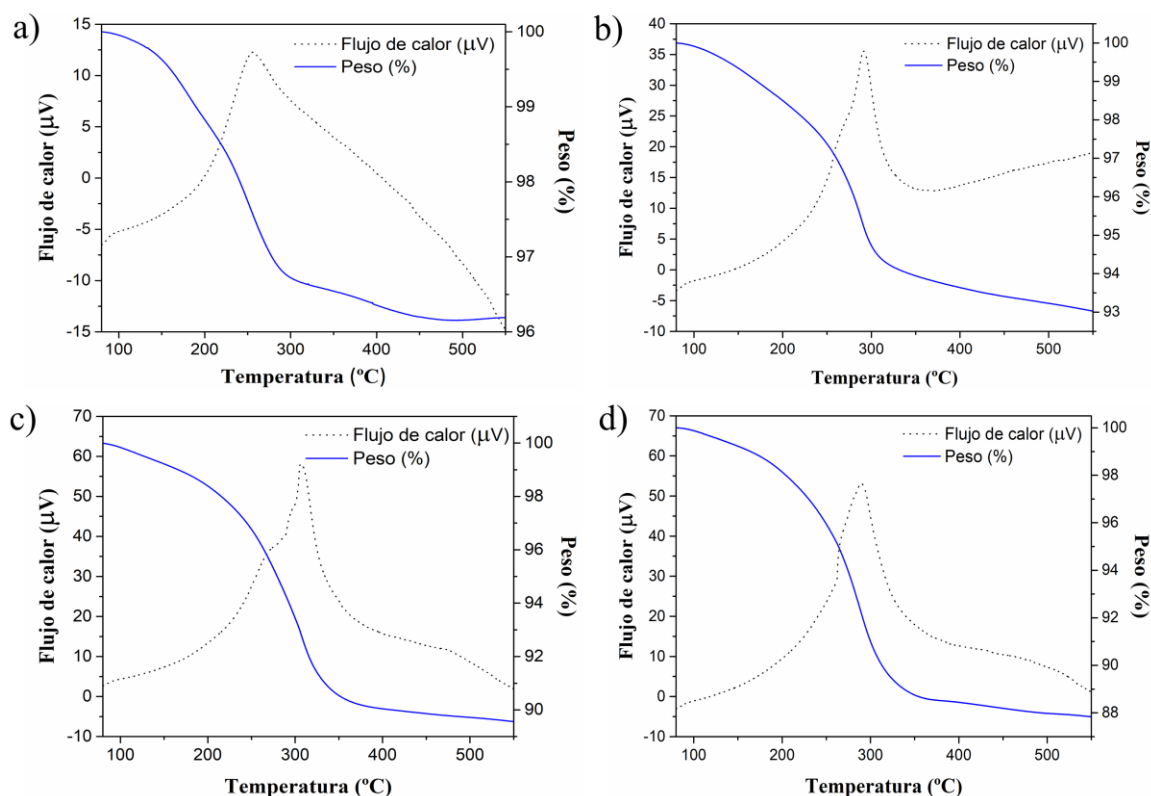 a)
Flujo de calor (μV)
Peso (%)
15
10
5
0
-5
-10
-15
Flujo de calor (μV)
100
99
98
97
96
Peso (%)
100 200 300 400 500
Temperatura (ºC)
b)
Flujo de calor (μV)
Peso (%)
40
35
30
25
20
15
10
5
0
-5
-10
Flujo de calor (μV)
100
99
98
97
96
95
94
93
Peso (%)
100 200 300 400 500
Temperatura (ºC)
c)
Flujo de calor (μV)
Peso (%)
70
60
50
40
30
20
10
0
-10
Flujo de calor (μV)
100
98
96
94
92
90
Peso (%)
100 200 300 400 500
Temperatura (ºC)
d)
Flujo de calor (μV)
Peso (%)
70
60
50
40
30
20
10
0
-10
Flujo de calor (μV)
100
98
96
94
92
90
88
Peso (%)
100 200 300 400 500
Temperatura (ºC)